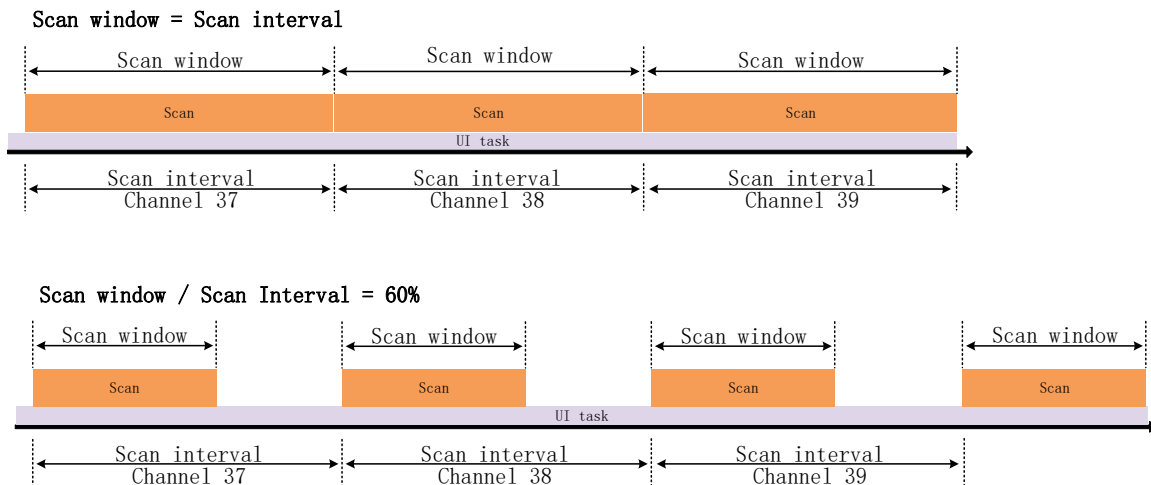 Scan window = Scan interval
Scan window Scan window Scan window
Scan Scan Scan
UI task
Scan interval Scan interval Scan interval
Channel 37 Channel 38 Channel 39
Scan window / Scan Interval = 60%
Scan window Scan window Scan window Scan window
Scan Scan Scan Scan
UI task
Scan interval Scan interval Scan interval
Channel 37 Channel 38 Channel 39